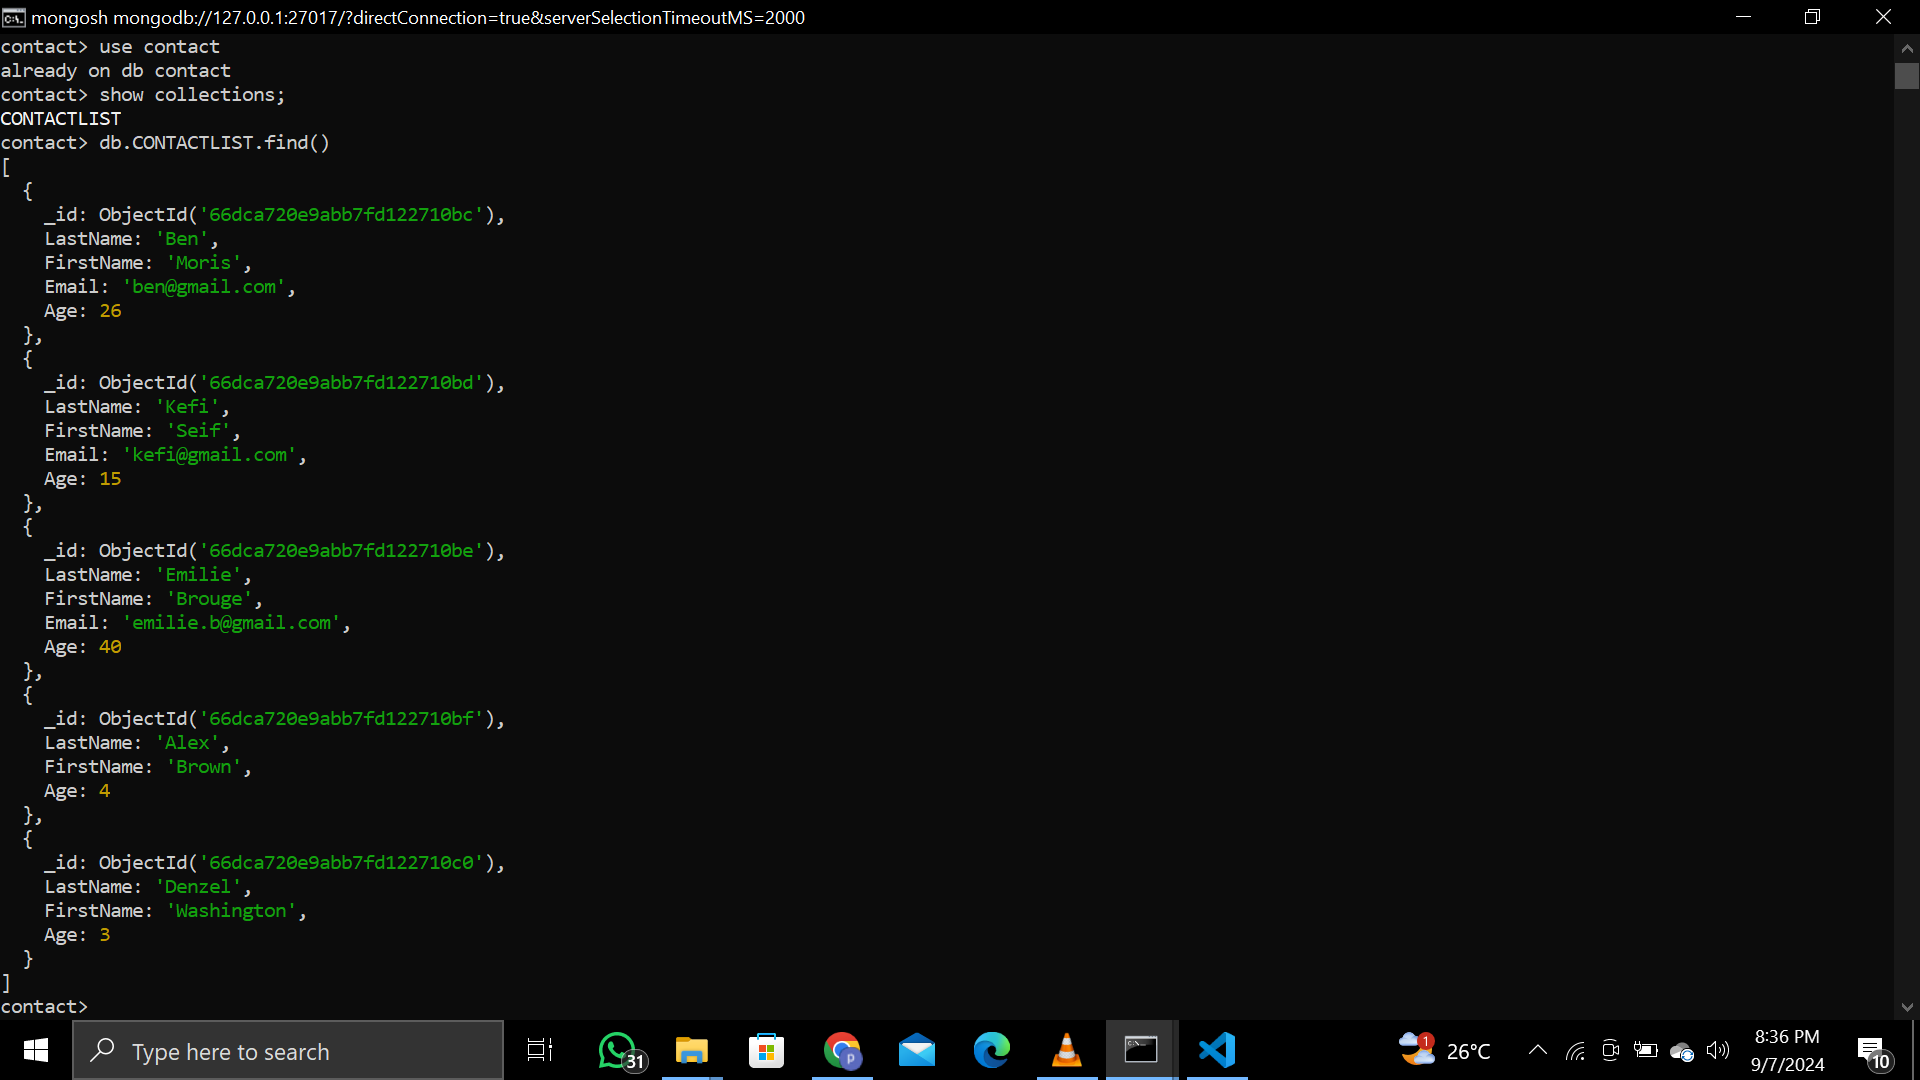 mongosh mongodb://127.0.0.1:27017/?directConnection=true&serverSelectionTimeoutMS=2000
contact> use contact
already on db contact
contact> show collections;
CONTACTLIST
contact> db.CONTACTLIST.find()
[
  {
    _id: ObjectId('66dca720e9abb7fd122710bc'),
    LastName: 'Ben',
    FirstName: 'Moris',
    Email: 'ben@gmail.com',
    Age: 26
  },
  {
    _id: ObjectId('66dca720e9abb7fd122710bd'),
    LastName: 'Kefi',
    FirstName: 'Seif',
    Email: 'kefi@gmail.com',
    Age: 15
  },
  {
    _id: ObjectId('66dca720e9abb7fd122710be'),
    LastName: 'Emilie',
    FirstName: 'Brouge',
    Email: 'emilie.b@gmail.com',
    Age: 40
  },
  {
    _id: ObjectId('66dca720e9abb7fd122710bf'),
    LastName: 'Alex',
    FirstName: 'Brown',
    Age: 4
  },
  {
    _id: ObjectId('66dca720e9abb7fd122710c0'),
    LastName: 'Denzel',
    FirstName: 'Washington',
    Age: 3
  }
]
contact>
Type here to search
31
p
1
26°C
8:36 PM
9/7/2024
10